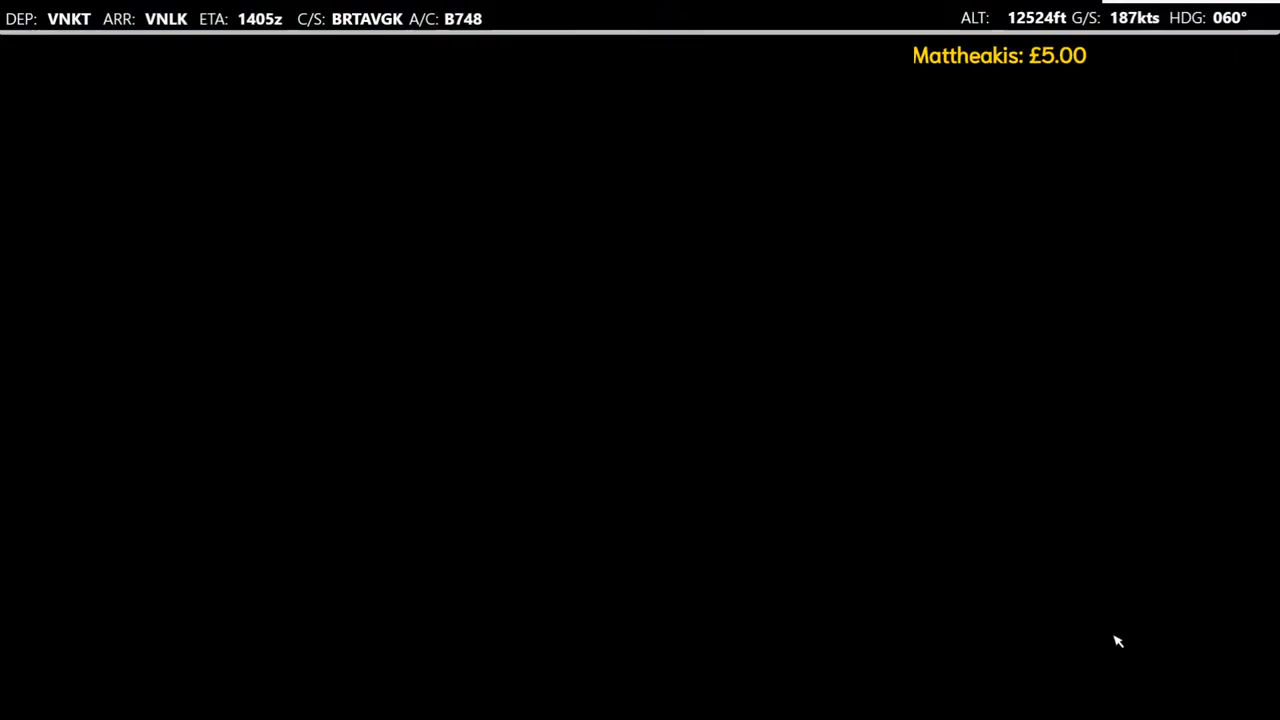 DEP: VNKT ARR: VNLK ETA: 1405z C/S: BRTAVGK A/C: B748 ALT: 12524ft G/S: 187kts HDG: 060°
Mattheakis: £5.00